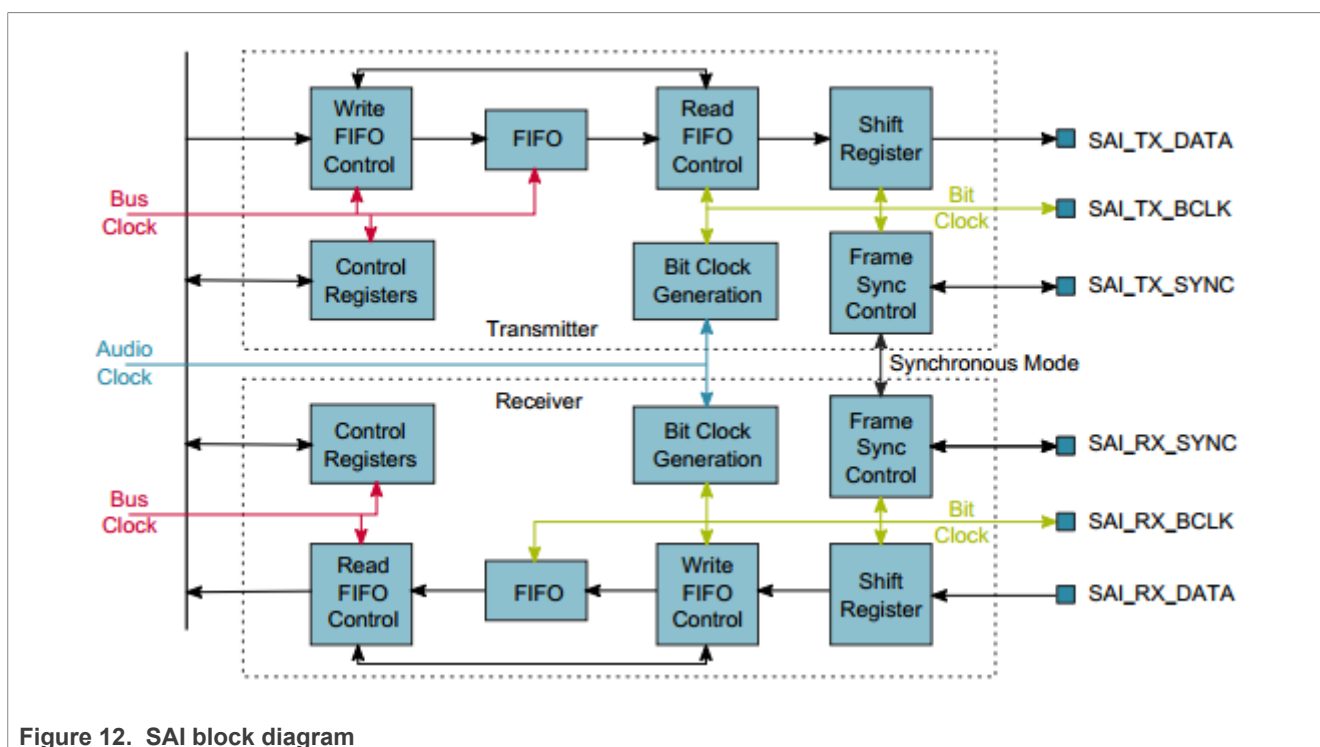 Write
FIFO
Control
FIFO
Read
FIFO
Control
Shift
Register
SAI_TX_DATA
Bus
Clock
Bit
Clock
SAI_TX_BCLK
Control
Registers
Bit Clock
Generation
Frame
Sync
Control
SAI_TX_SYNC
Transmitter
Audio
Clock
Synchronous Mode
Receiver
Control
Registers
Bit Clock
Generation
Frame
Sync
Control
SAI_RX_SYNC
Bus
Clock
Bit
Clock
SAI_RX_BCLK
Read
FIFO
Control
FIFO
Write
FIFO
Control
Shift
Register
SAI_RX_DATA
Figure 12. SAI block diagram